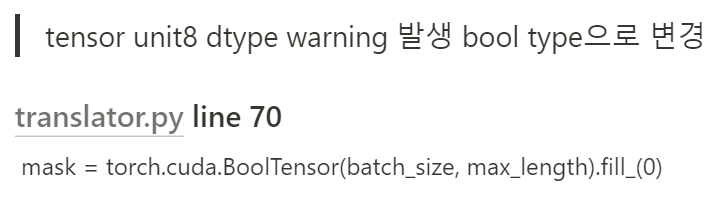 tensor unit8 dtype warning 발생 bool type으로 변경
translator.py line 70
mask = torch.cuda.BoolTensor(batch_size, max_length).fill_(0)